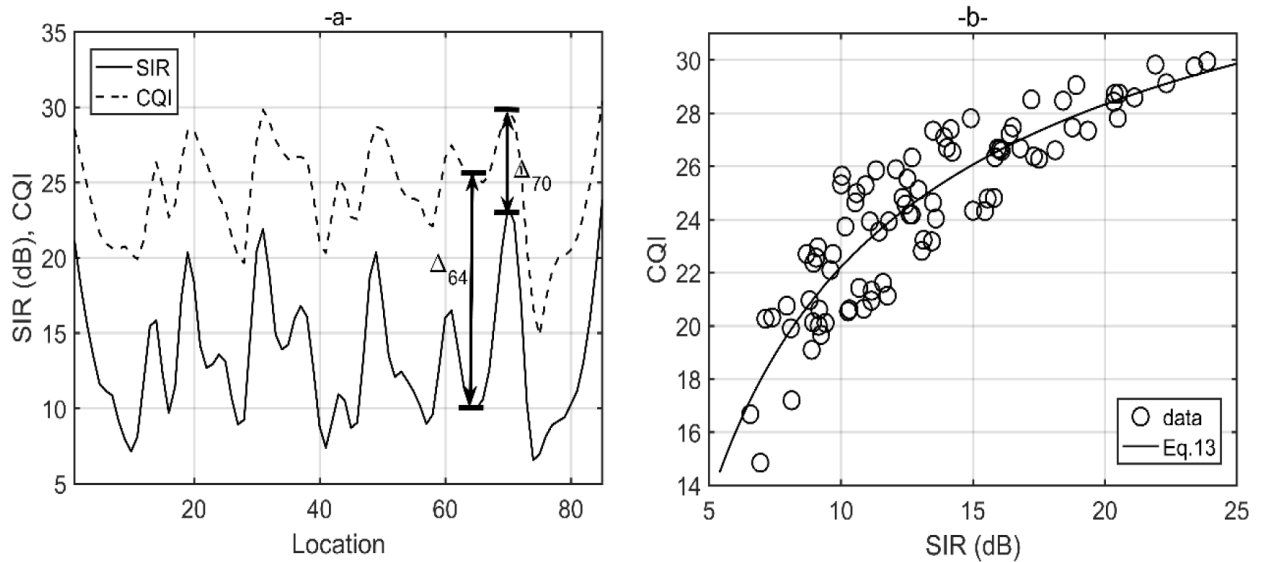 -a-
35
30
25
20
15
10
5
SIR (dB), CQI
SIR
CQI
Δ70
Δ64
20
40
60
80
Location
-b-
30
28
26
24
22
20
18
16
14
CQI
data
Eq.13
5
10
15
20
25
SIR (dB)